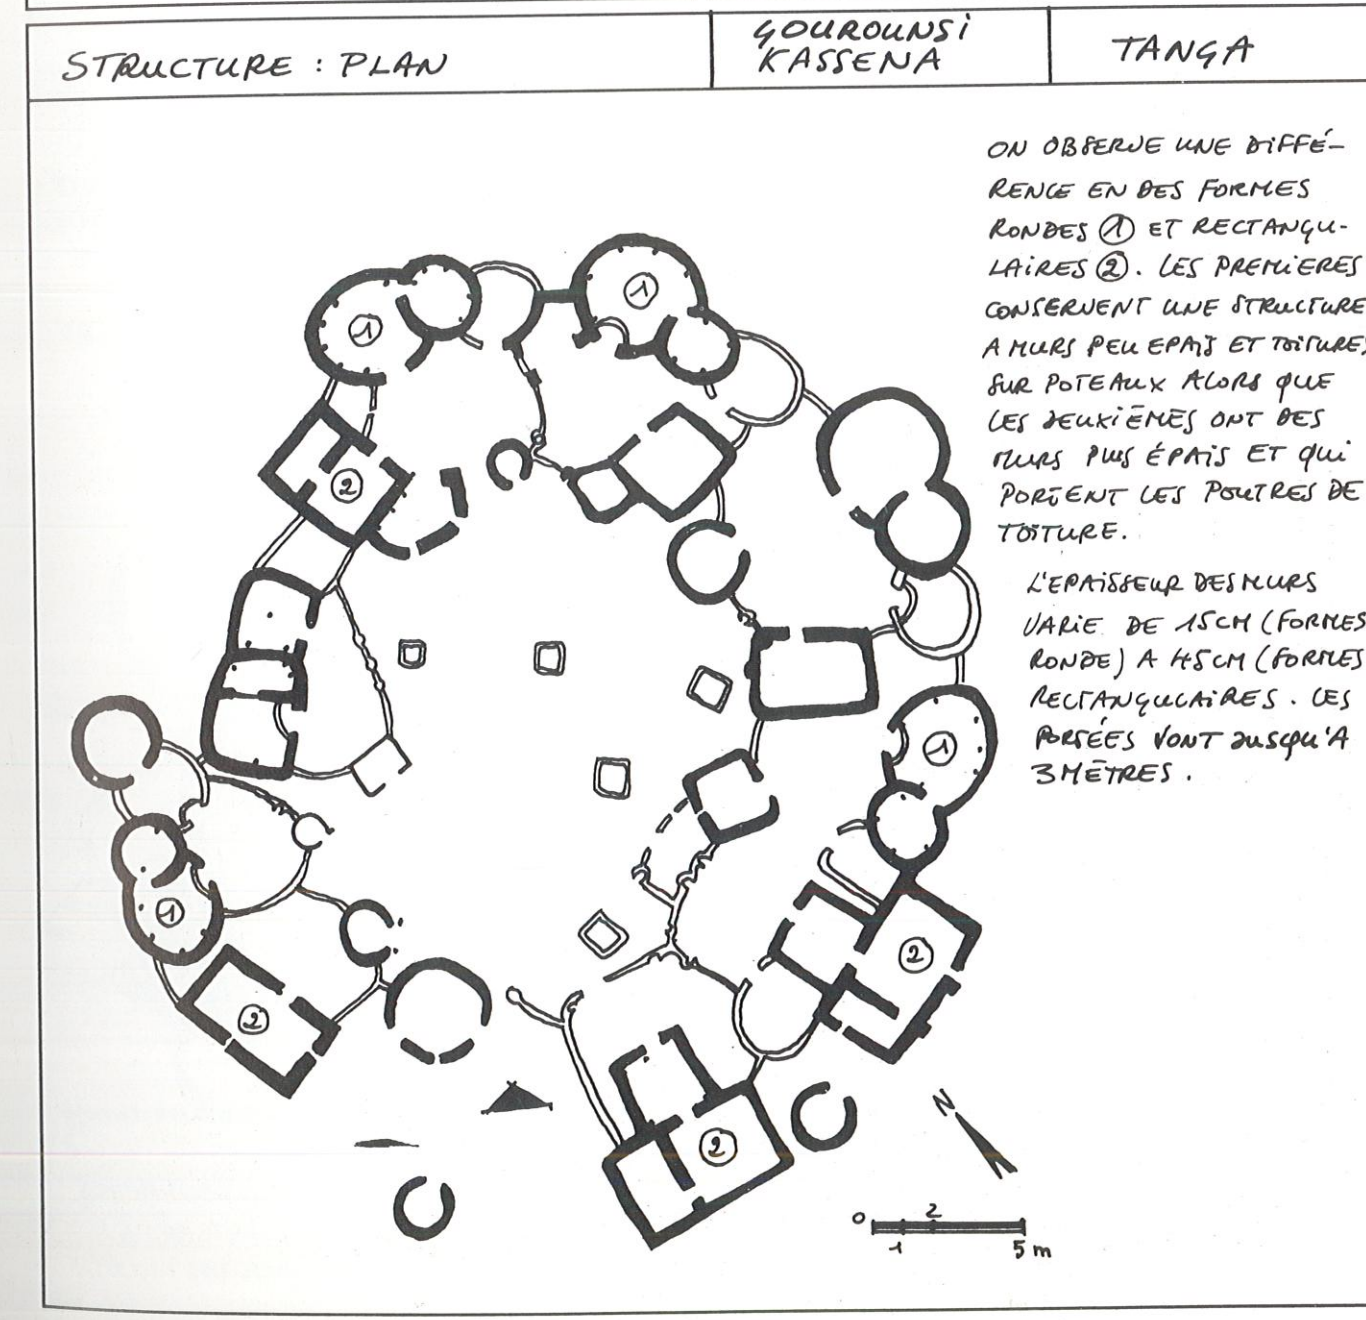 STRUCTURE : PLAN
GOUROUNSI
KASSENA
TANGA
ON OBSERVE UNE DIFFÉ-
RENCE EN DES FORMES
RONDES ① ET RECTANGU-
LAIRES ②. LES PREMIERES
CONSERVENT UNE STRUCTURE
A MURS PEU EPAIS ET TOITURES
SUR POTEAUX ALORS QUE
LES DEUXIÈMES ONT DES
MURS PLUS ÉPAIS ET QUI
PORTENT LES POUTRES DE
TOITURE.
L'EPAISSEUR DES MURS
VARIE DE 15CM (FORMES
RONDE) A 45CM (FORMES
RECTANGULAIRES. LES
PORTÉES VONT JUSQU'A
3 MÈTRES.
1
1
2
1
1
2
2
2
N
0
2
1
5 m